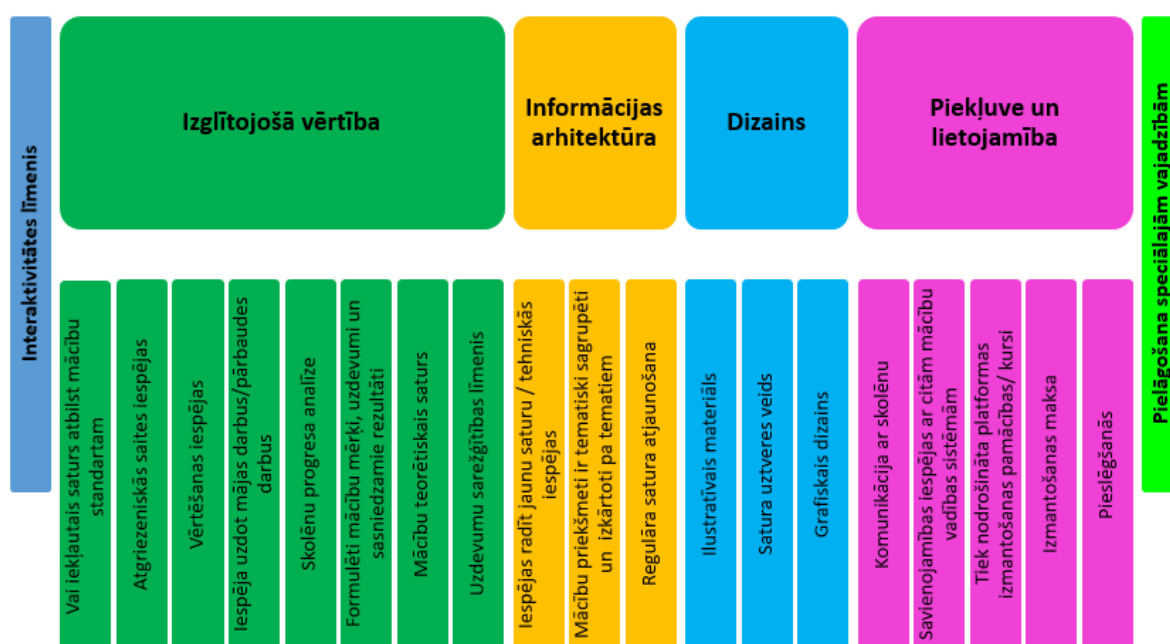 Interaktivitātes līmenis
Izglītojošā vērtība
Informācijas
arhitektūra
Dizains
Piekļuve un
lietojamība
Pielāgošana speciālajām vajadzībām
Vai iekļautais saturs atbilst mācību
standartam
Atgriezeniskās saites iespējas
Vērtēšanas iespējas
Iespēja uzdot mājas darbus/pārbaudes
darbus
Skolēnu progresa analīze
Formulēti mācību mērķi, uzdevumi un
sasniedzamie rezultāti
Mācību teorētiskais saturs
Uzdevumu sarežģītības līmenis
Iespējas radīt jaunu saturu / tehniskās
iespējas
Mācību priekšmeti ir tematiski sagrupēti
un izkārtoti pa tematiem
Regulāra satura atjaunošana
Ilustratīvais materiāls
Satura uztveres veids
Grafiskais dizains
Komunikācija ar skolēnu
Savienojamības iespējas ar citām mācību
vadības sistēmām
Tiek nodrošināta platformas
izmantošanas pamācības/ kursi
Izmantošanas maksa
Pieslēgšanās